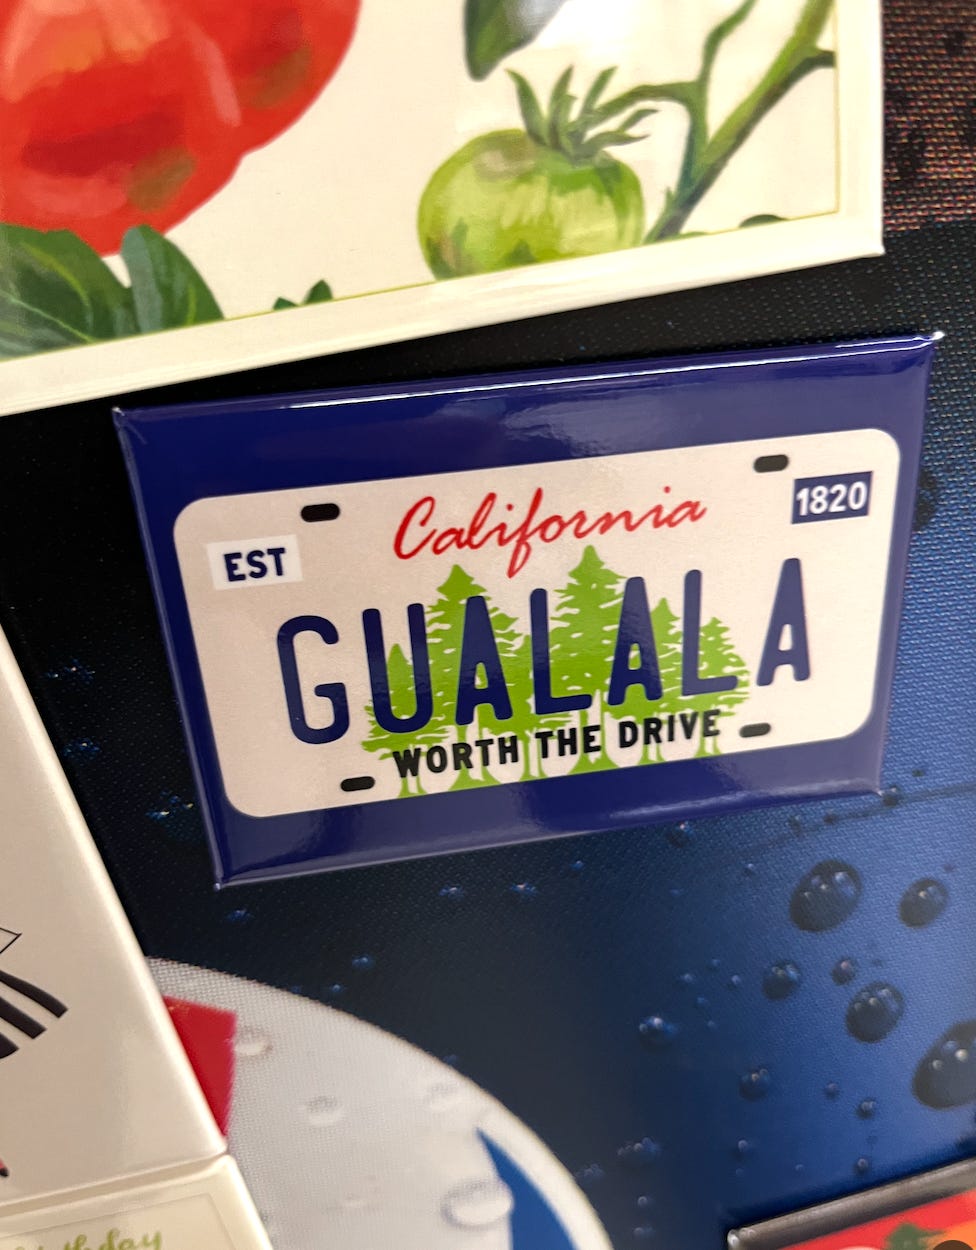 California
1820
EST
GUALALA
WORTH THE DRIVE